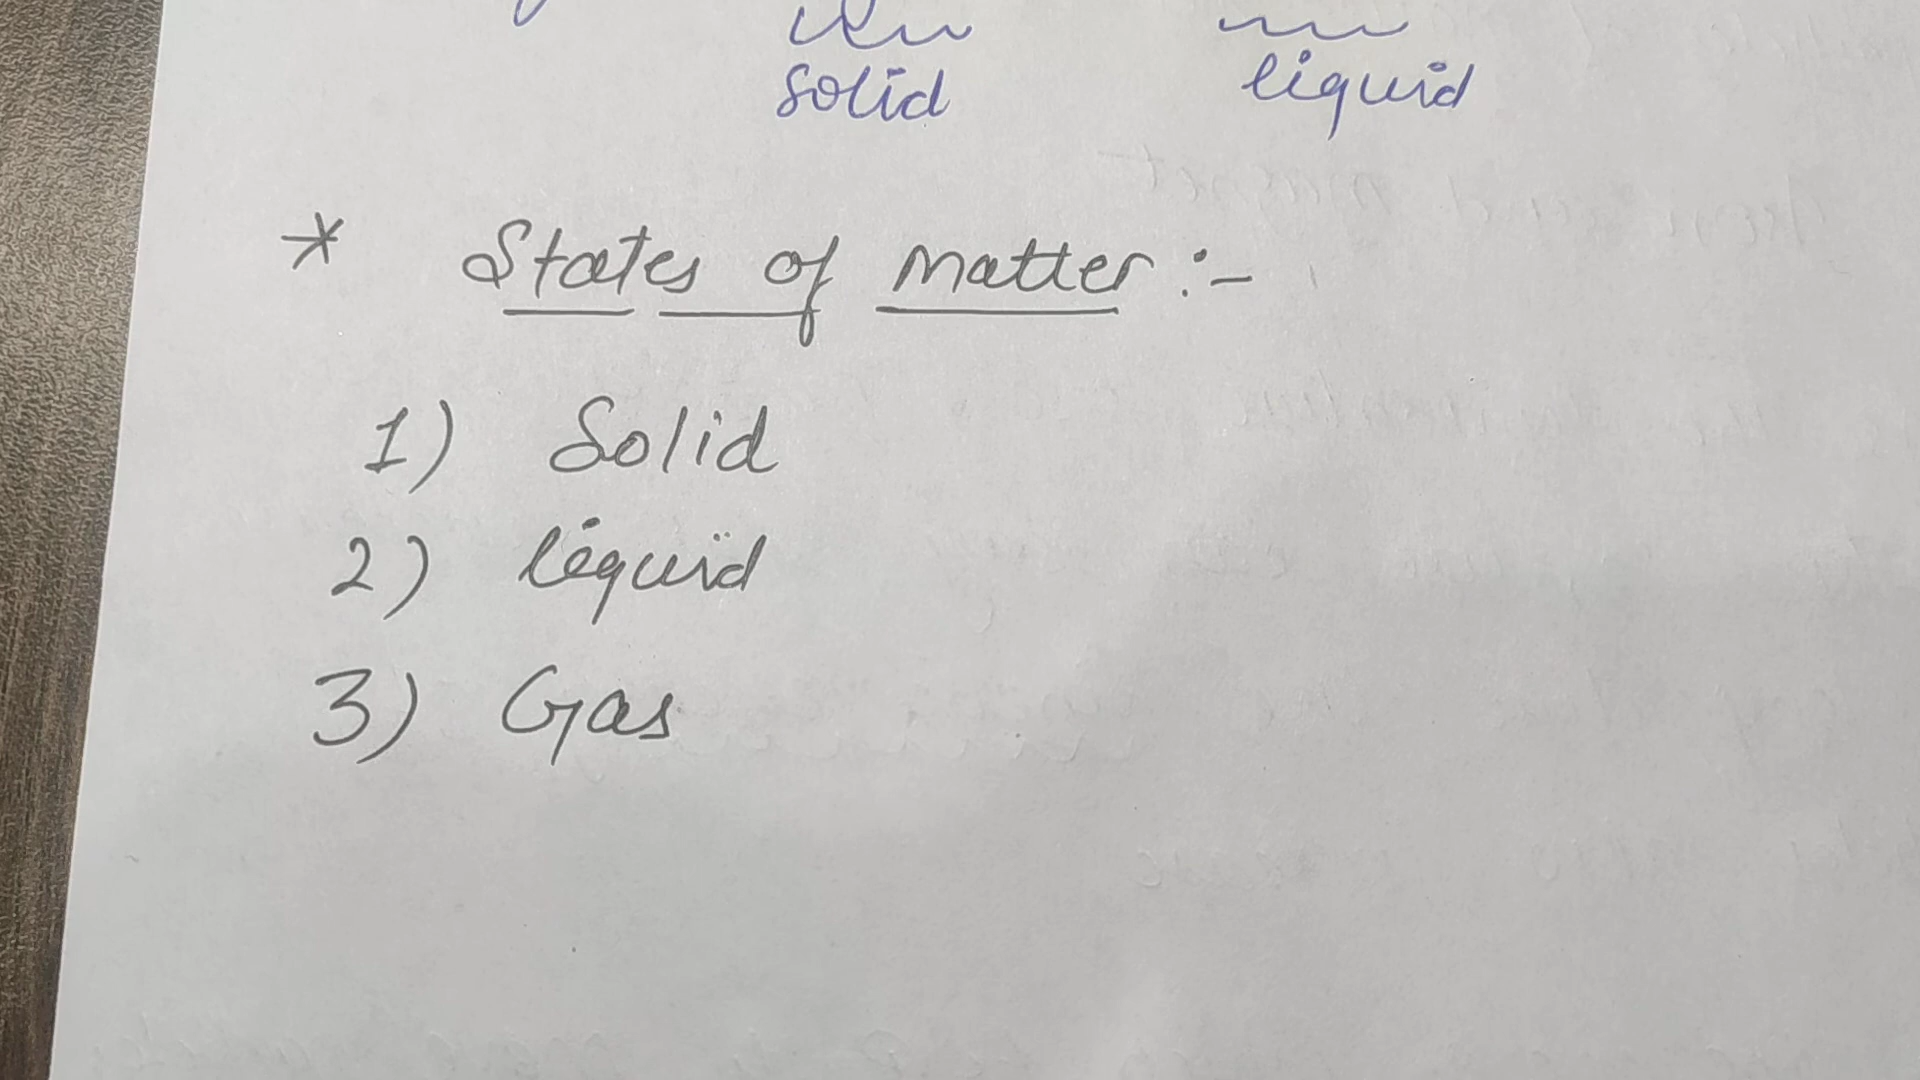 solid liquid
* States of matter :-
1) Solid
2) liquid
3) Gas